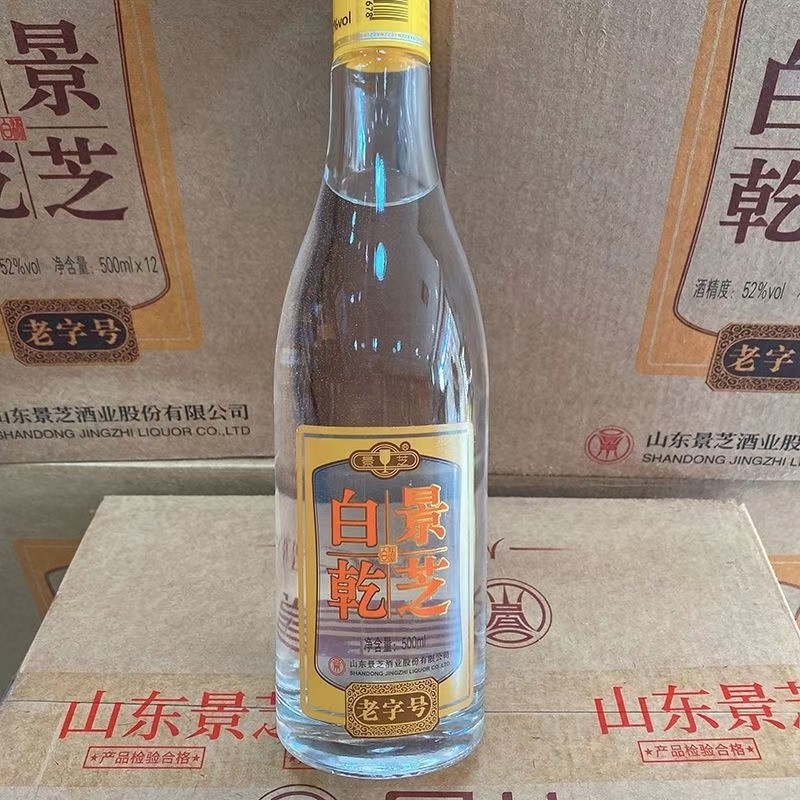 %vol
678
景
芝
52%vol 净含量：500ml×12
老字号
山东景芝酒业股份有限公司
SHANDONG JINGZHI LIQUOR CO.,LTD
白
乾
酒精度：52%vol
老字
山东景芝酒业
SHANDONG JINGZHI LIQUOR
景芝
白景
乾芝
净含量：500ml
山东景芝酒业股份有限公司
SHANDONG JINGZHI LIQUOR CO.,LTD
老字号
山东景芝
★产品检验合格★
山东景芝
★产品检验合格★